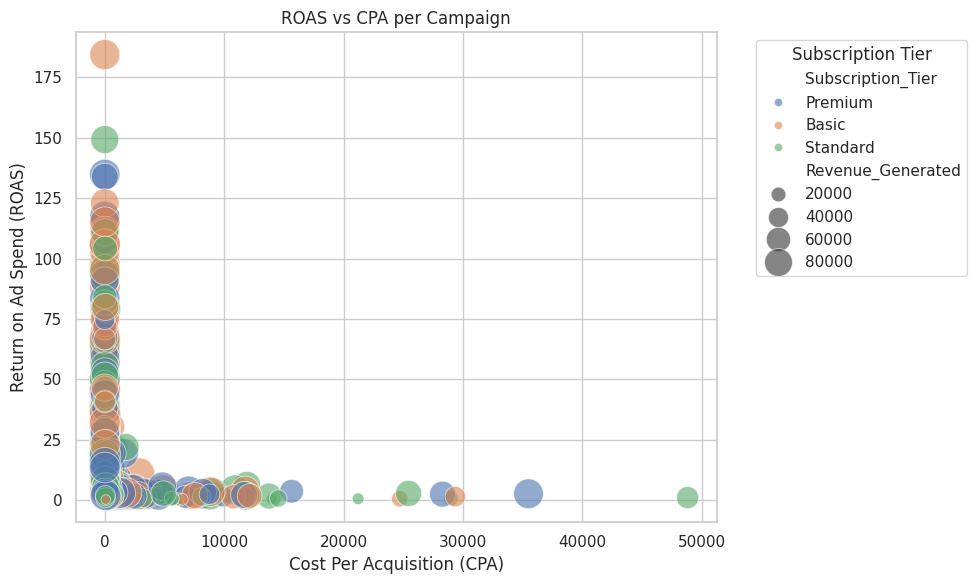 ROAS vs CPA per Campaign
Return on Ad Spend (ROAS)
175
150
125
100
75
50
25
0
0
10000
20000
30000
40000
50000
Cost Per Acquisition (CPA)
Subscription Tier
Subscription_Tier
Premium
Basic
Standard
Revenue_Generated
20000
40000
60000
80000